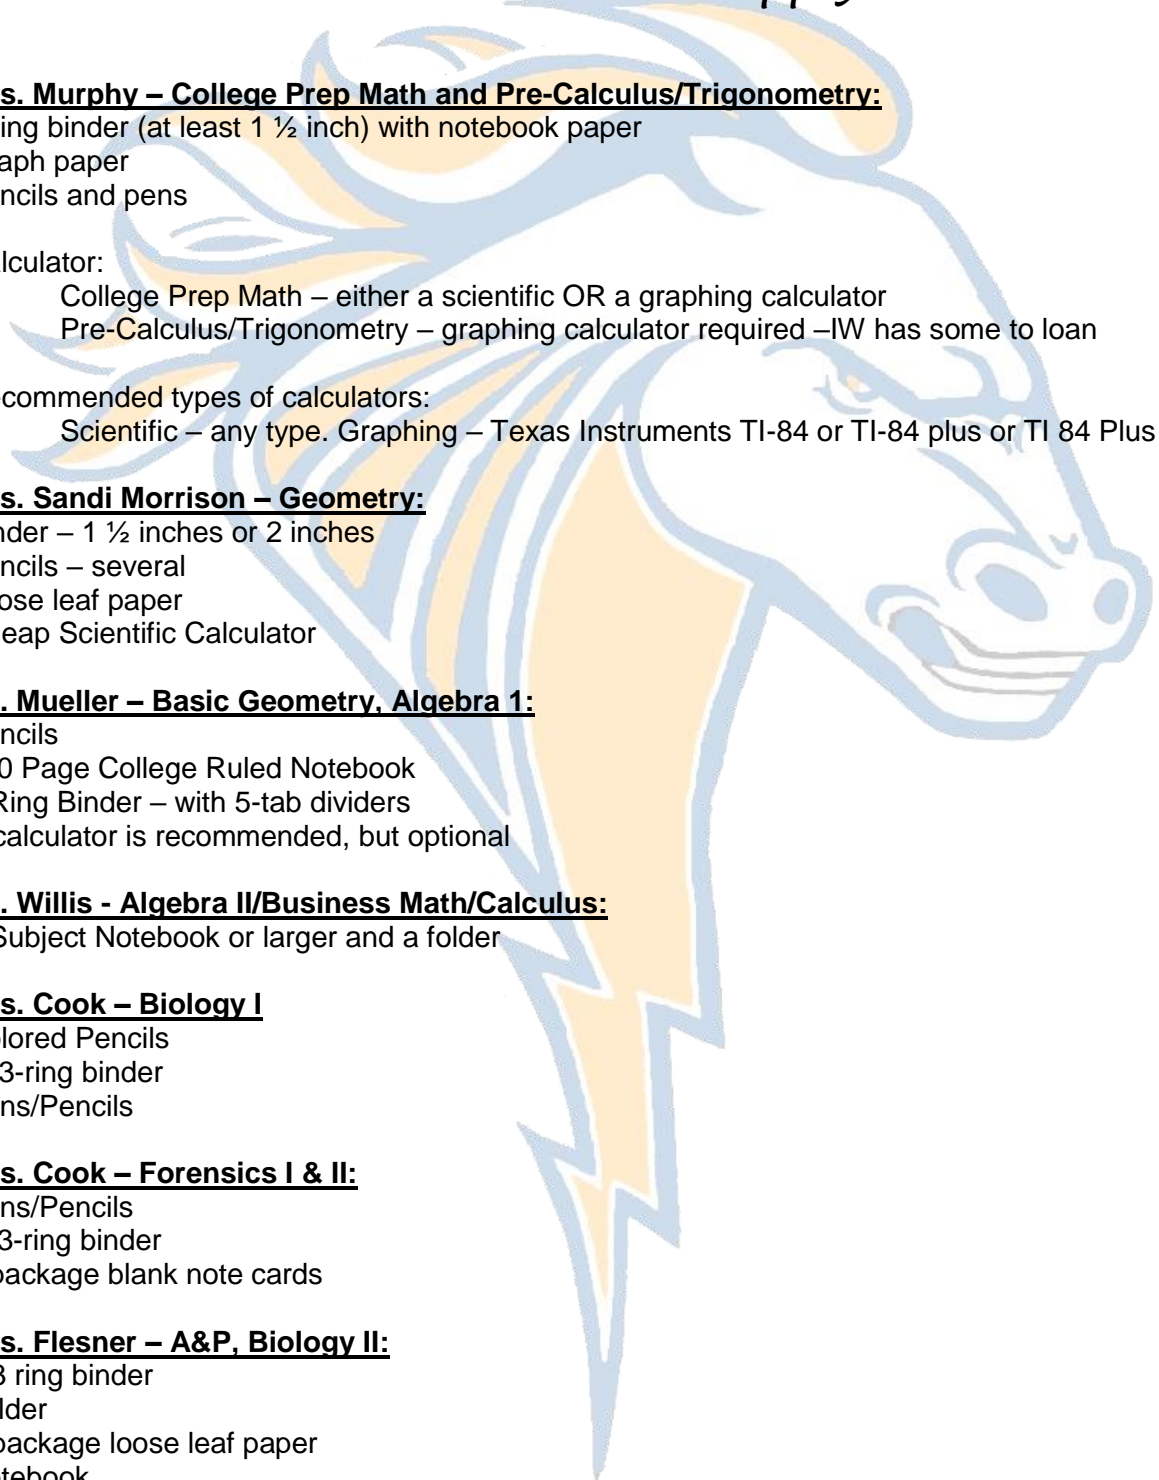 s. Murphy – College Prep Math and Pre-Calculus/Trigonometry:
ing binder (at least 1 ½ inch) with notebook paper
aph paper
ncils and pens
lculator:
College Prep Math – either a scientific OR a graphing calculator
Pre-Calculus/Trigonometry – graphing calculator required –IW has some to loan
commended types of calculators:
Scientific – any type. Graphing – Texas Instruments TI-84 or TI-84 plus or TI 84 Plus
s. Sandi Morrison – Geometry:
nder – 1 ½ inches or 2 inches
ncils – several
ose leaf paper
eap Scientific Calculator
. Mueller – Basic Geometry, Algebra 1:
ncils
0 Page College Ruled Notebook
Ring Binder – with 5-tab dividers
calculator is recommended, but optional
. Willis - Algebra II/Business Math/Calculus:
Subject Notebook or larger and a folder
s. Cook – Biology I
lored Pencils
3-ring binder
ns/Pencils
s. Cook – Forensics I & II:
ns/Pencils
3-ring binder
package blank note cards
s. Flesner – A&P, Biology II:
3 ring binder
lder
package loose leaf paper
tebook